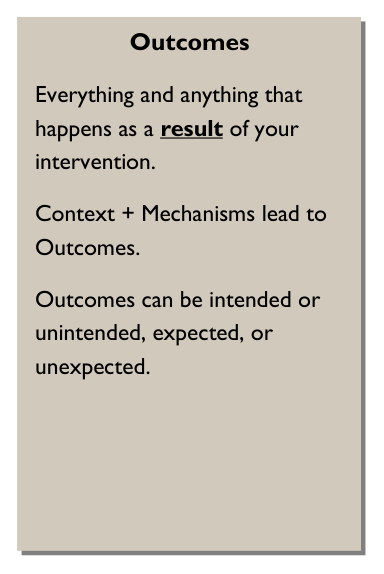 Outcomes
Everything and anything that
happens as a result of your
intervention.
Context + Mechanisms lead to
Outcomes.
Outcomes can be intended or
unintended, expected, or
unexpected.